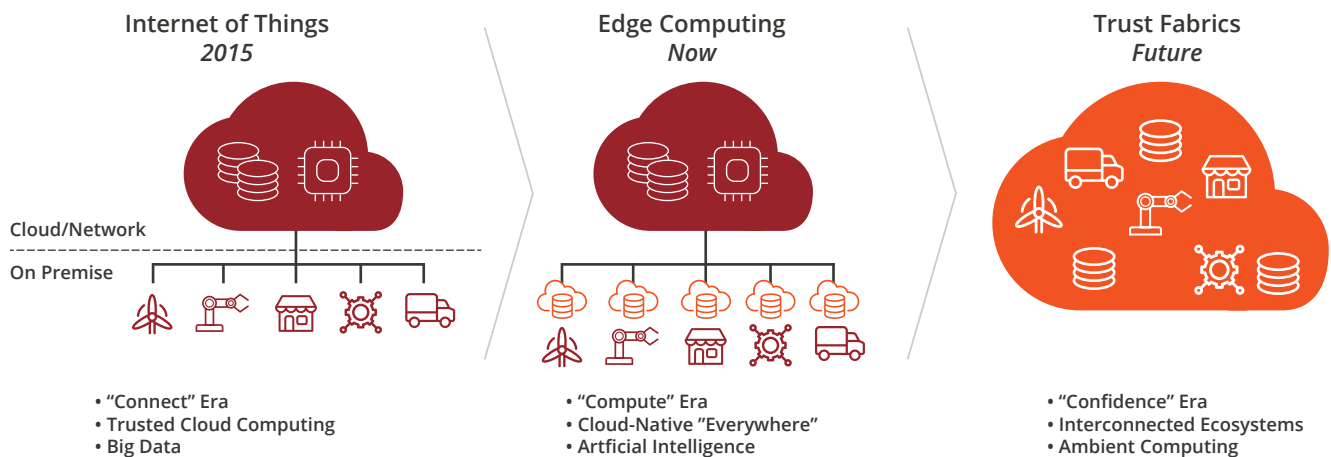 Internet of Things
2015
Edge Computing
Now
Trust Fabrics
Future
Cloud/Network
On Premise
• “Connect” Era
• Trusted Cloud Computing
• Big Data
• “Compute” Era
• Cloud-Native ”Everywhere”
• Artficial Intelligence
• “Confidence” Era
• Interconnected Ecosystems
• Ambient Computing